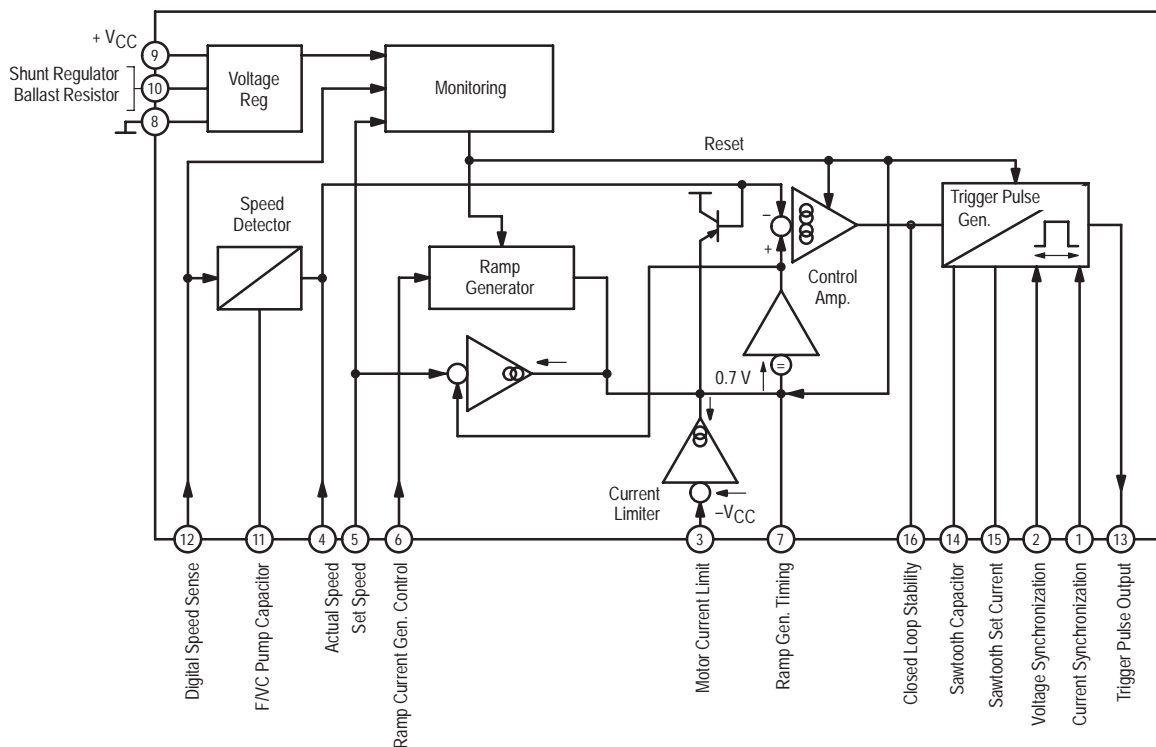 + VCC
9
Shunt Regulator
Ballast Resistor
10
8
Voltage
Reg
Monitoring
Reset
Speed
Detector
Ramp
Generator
–
+
Control
Amp.
Trigger Pulse
Gen.
0.7 V
=
Current
Limiter
–VCC
12
11
4
5
6
3
7
16
14
15
2
1
13
Digital Speed Sense
F/VC Pump Capacitor
Actual Speed
Set Speed
Ramp Current Gen. Control
Motor Current Limit
Ramp Gen. Timing
Closed Loop Stability
Sawtooth Capacitor
Sawtooth Set Current
Voltage Synchronization
Current Synchronization
Trigger Pulse Output